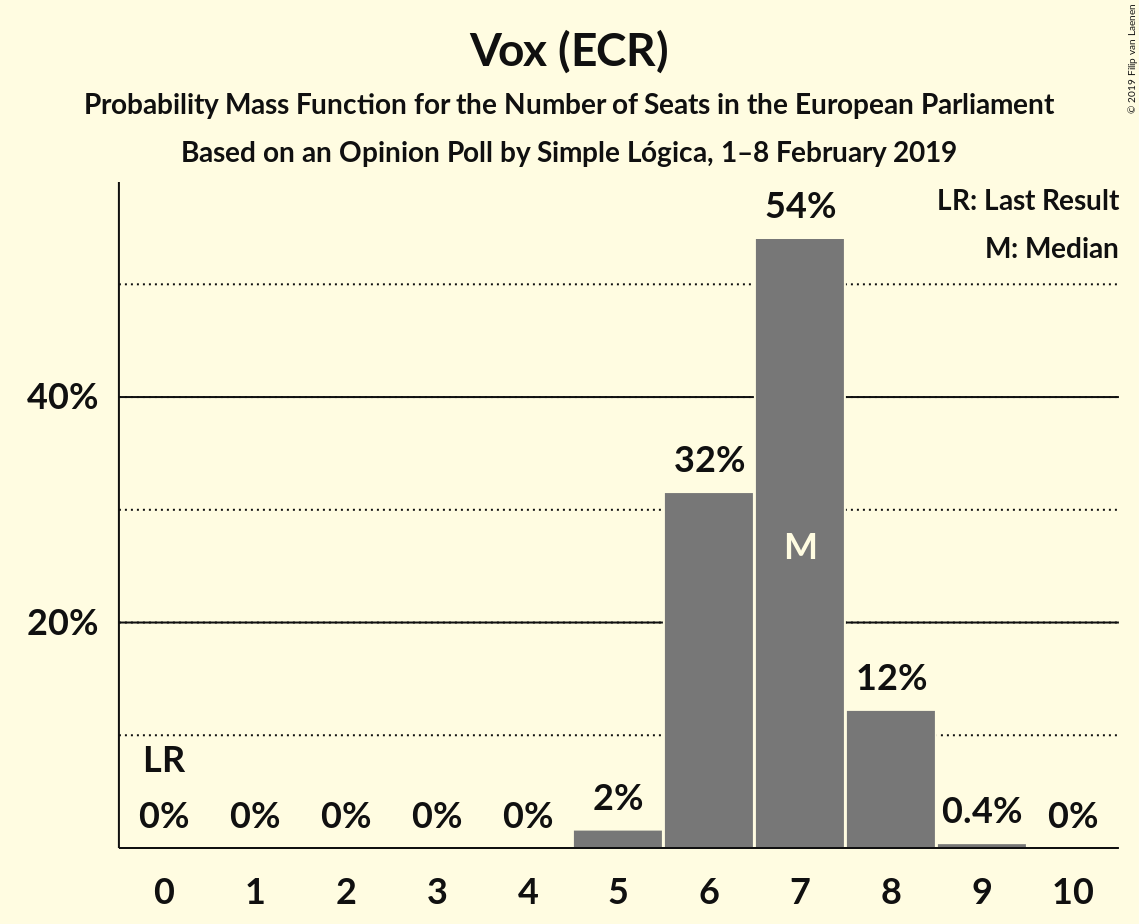 Vox (ECR)
Probability Mass Function for the Number of Seats in the European Parliament
Based on an Opinion Poll by Simple Lógica, 1–8 February 2019
© 2019 Filip van Laenen
LR: Last Result
M: Median
54%
40%
32%
M
20%
12%
LR
0% 0% 0% 0% 0% 2% 0.4% 0%
0 1 2 3 4 5 6 7 8 9 10